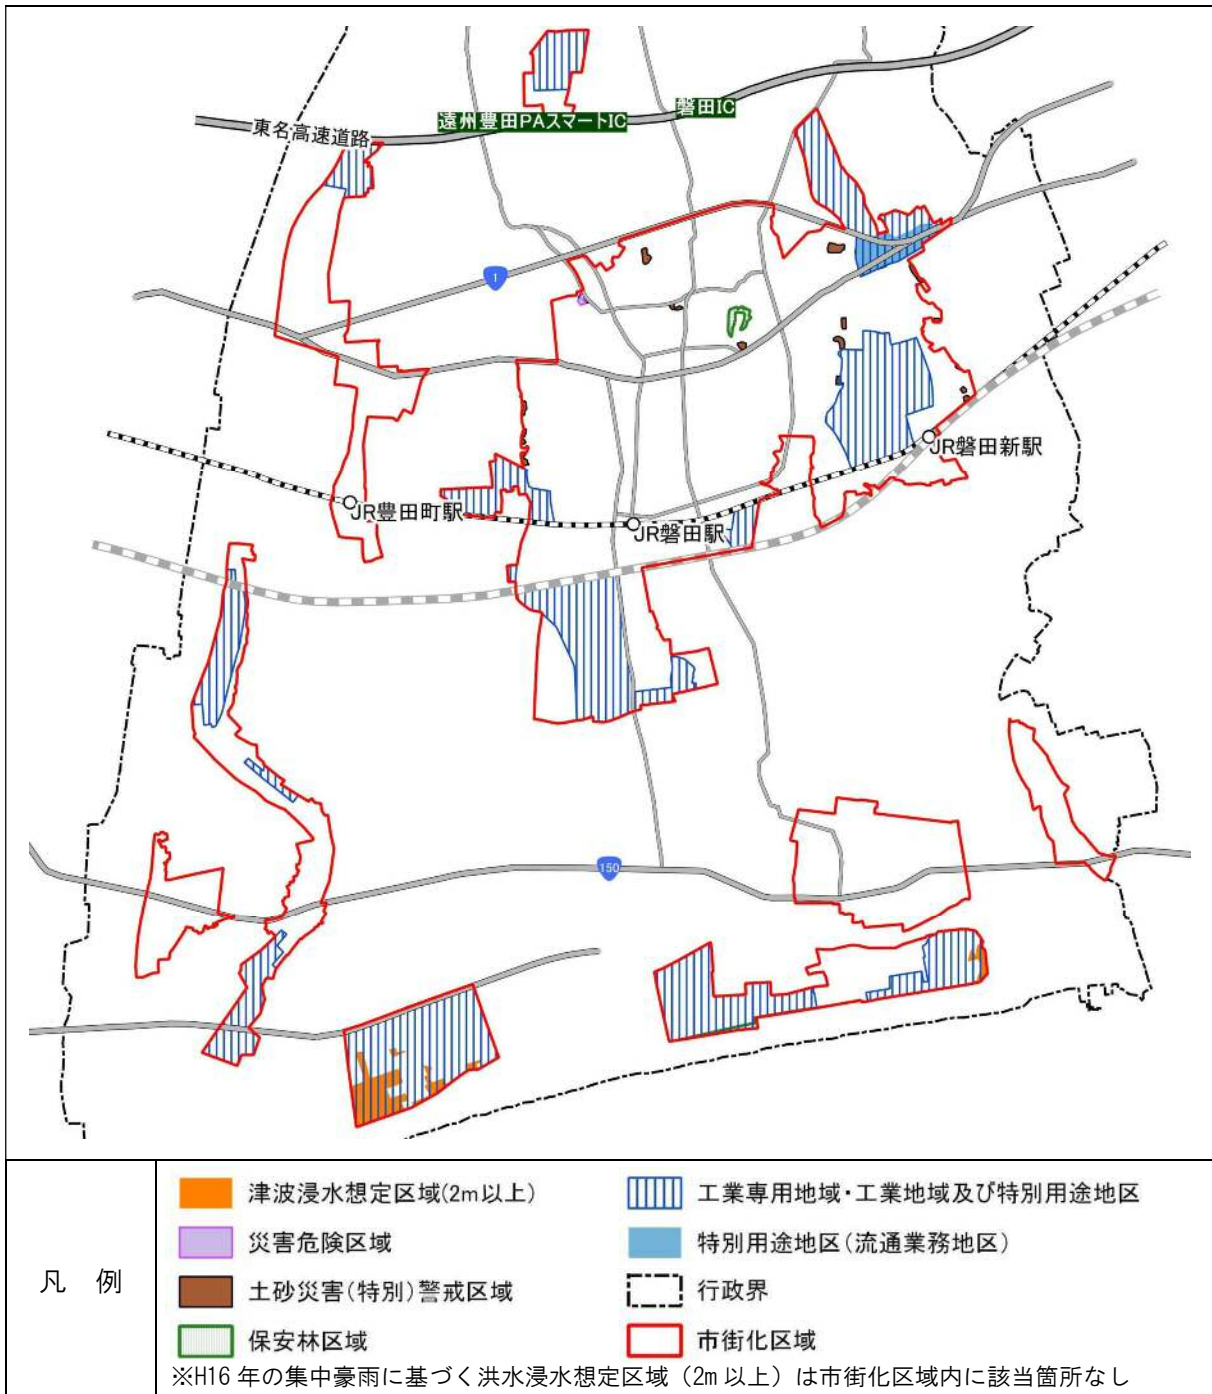 遠州豊田PAスマートIC
磐田IC
東名高速道路
1
JR磐田新駅
JR豊田町駅
JR磐田駅
150
凡 例
津波浸水想定区域(2m以上)
災害危険区域
土砂災害(特別)警戒区域
保安林区域
工業専用地域・工業地域及び特別用途地区
特別用途地区(流通業務地区)
行政界
市街化区域
※H16年の集中豪雨に基づく洪水浸水想定区域（2m以上）は市街化区域内に該当箇所なし